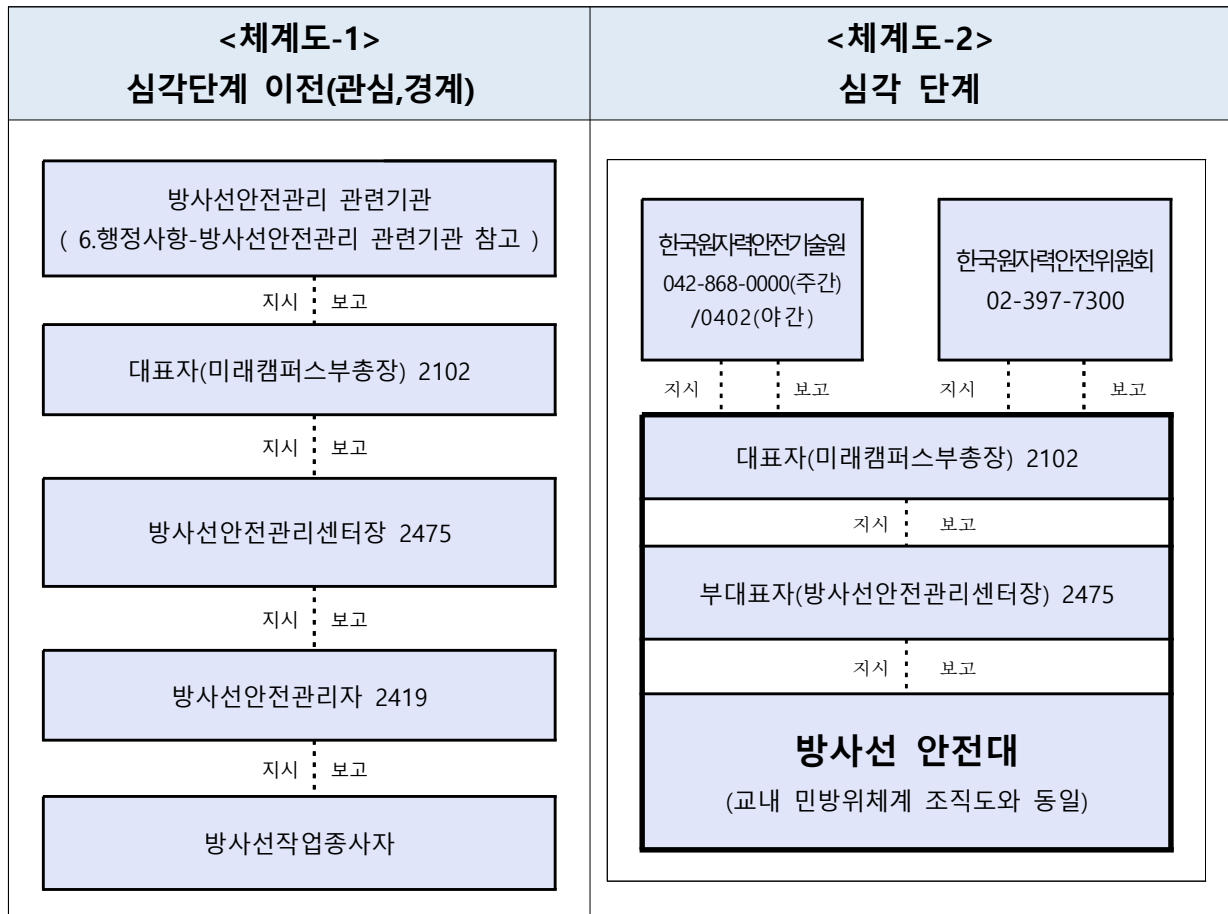 <체계도-1>
심각단계 이전(관심,경계)
방사선안전관리 관련기관
( 6.행정사항-방사선안전관리 관련기관 참고 )
지시 보고
대표자(미래캠퍼스부총장) 2102
지시 보고
방사선안전관리센터장 2475
지시 보고
방사선안전관리자 2419
지시 보고
방사선작업종사자
<체계도-2>
심각 단계
한국원자력안전기술원
042-868-0000(주간)
/0402(야간)
한국원자력안전위원회
02-397-7300
지시 보고 지시 보고
대표자(미래캠퍼스부총장) 2102
지시 보고
부대표자(방사선안전관리센터장) 2475
지시 보고
방사선 안전대
(교내 민방위체계 조직도와 동일)